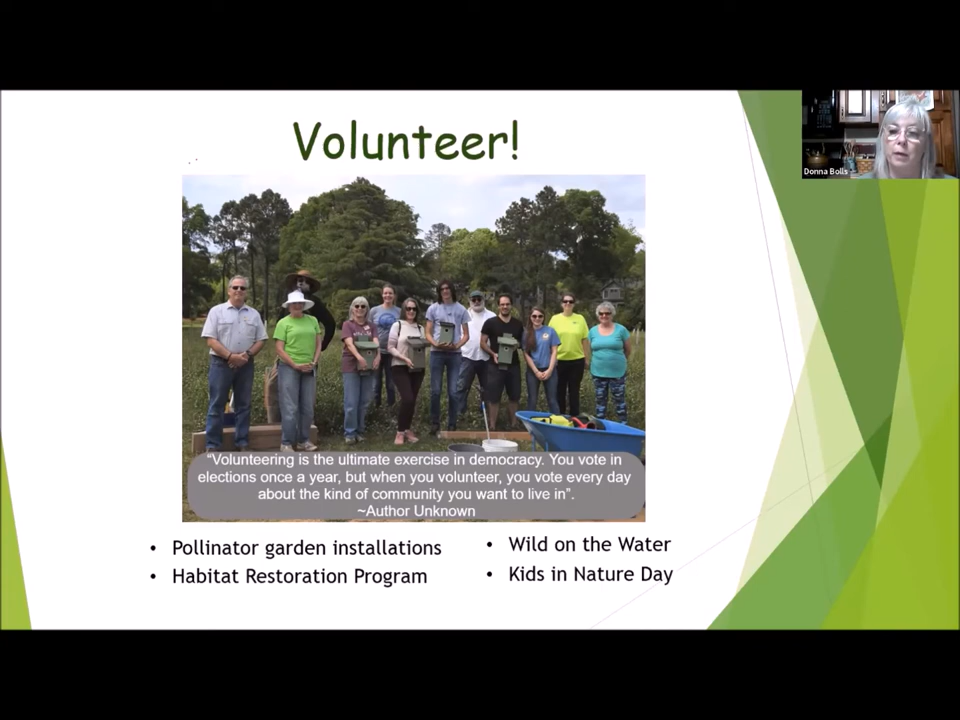 Volunteer!
Donna Bolls
"Volunteering is the ultimate exercise in democracy. You vote in
elections once a year, but when you volunteer, you vote every day
about the kind of community you want to live in".
~Author Unknown
• Pollinator garden installations
• Habitat Restoration Program
• Wild on the Water
• Kids in Nature Day